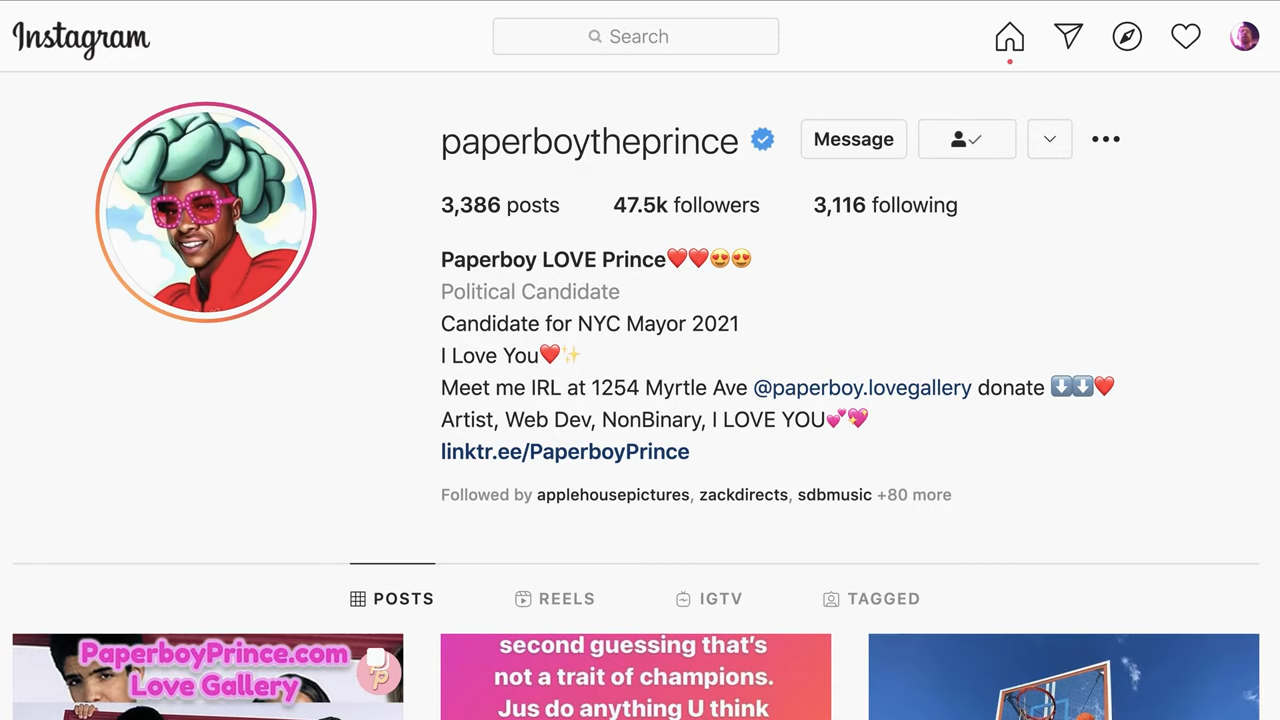 Instagram
Search
paperboytheprince
Message
3,386 posts 47.5k followers 3,116 following
Paperboy LOVE Prince❤️❤️😍😍
Political Candidate
Candidate for NYC Mayor 2021
I Love You❤️✨
Meet me IRL at 1254 Myrtle Ave @paperboy.lovegallery donate ⬇️⬇️❤️
Artist, Web Dev, NonBinary, I LOVE YOU💕💖
linktr.ee/PaperboyPrince
Followed by applehousepictures, zackdirects, sdbmusic +80 more
POSTS REELS IGTV TAGGED
PaperboyPrince.com
Love Gallery
P
second guessing that's
not a trait of champions.
Jus do anything U think